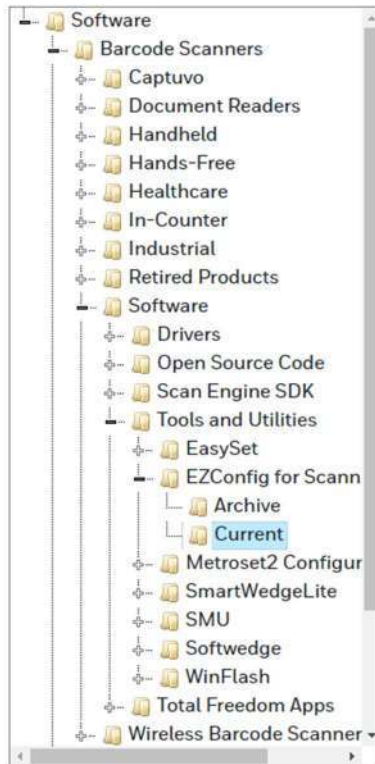 Software
Barcode Scanners
Captuvo
Document Readers
Handheld
Hands-Free
Healthcare
In-Counter
Industrial
Retired Products
Software
Drivers
Open Source Code
Scan Engine SDK
Tools and Utilities
EasySet
EZConfig for Scann
Archive
Current
Metroset2 Configur
SmartWedgeLite
SMU
Softwedge
WinFlash
Total Freedom Apps
Wireless Barcode Scanner